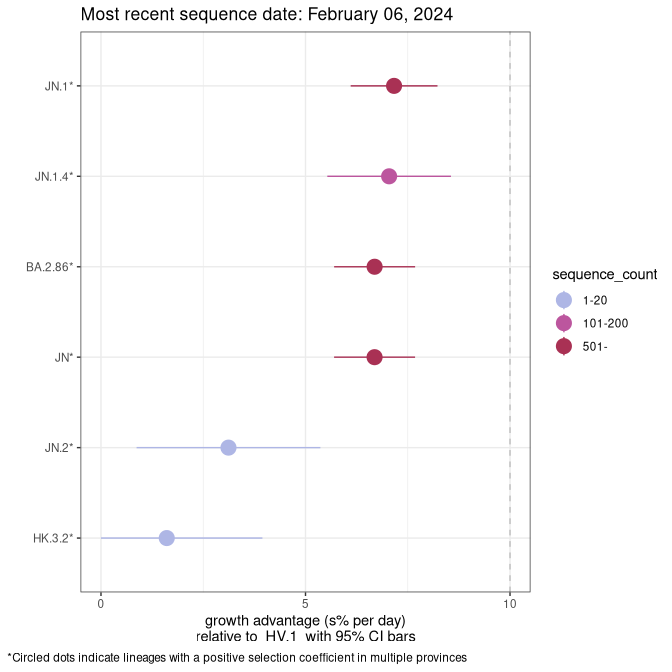 Most recent sequence date: February 06, 2024
JN.1*
JN.1.4*
BA.2.86*
JN*
JN.2*
HK.3.2*
0
5
10
growth advantage (s% per day)
relative to HV.1 with 95% CI bars
sequence_count
1-20
101-200
501-
*Circled dots indicate lineages with a positive selection coefficient in multiple provinces